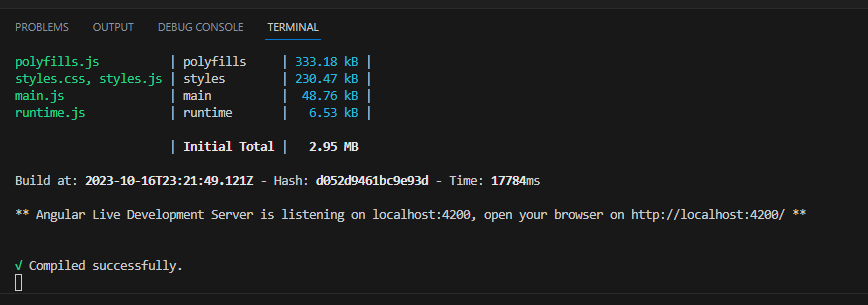 PROBLEMS OUTPUT DEBUG CONSOLE TERMINAL
polyfills.js | polyfills | 333.18 kB |
styles.css, styles.js | styles | 230.47 kB |
main.js | main | 48.76 kB |
runtime.js | runtime | 6.53 kB |
| Initial Total | 2.95 MB
Build at: 2023-10-16T23:21:49.121Z - Hash: d052d9461bc9e93d - Time: 17784ms
** Angular Live Development Server is listening on localhost:4200, open your browser on http://localhost:4200/ **
√ Compiled successfully.